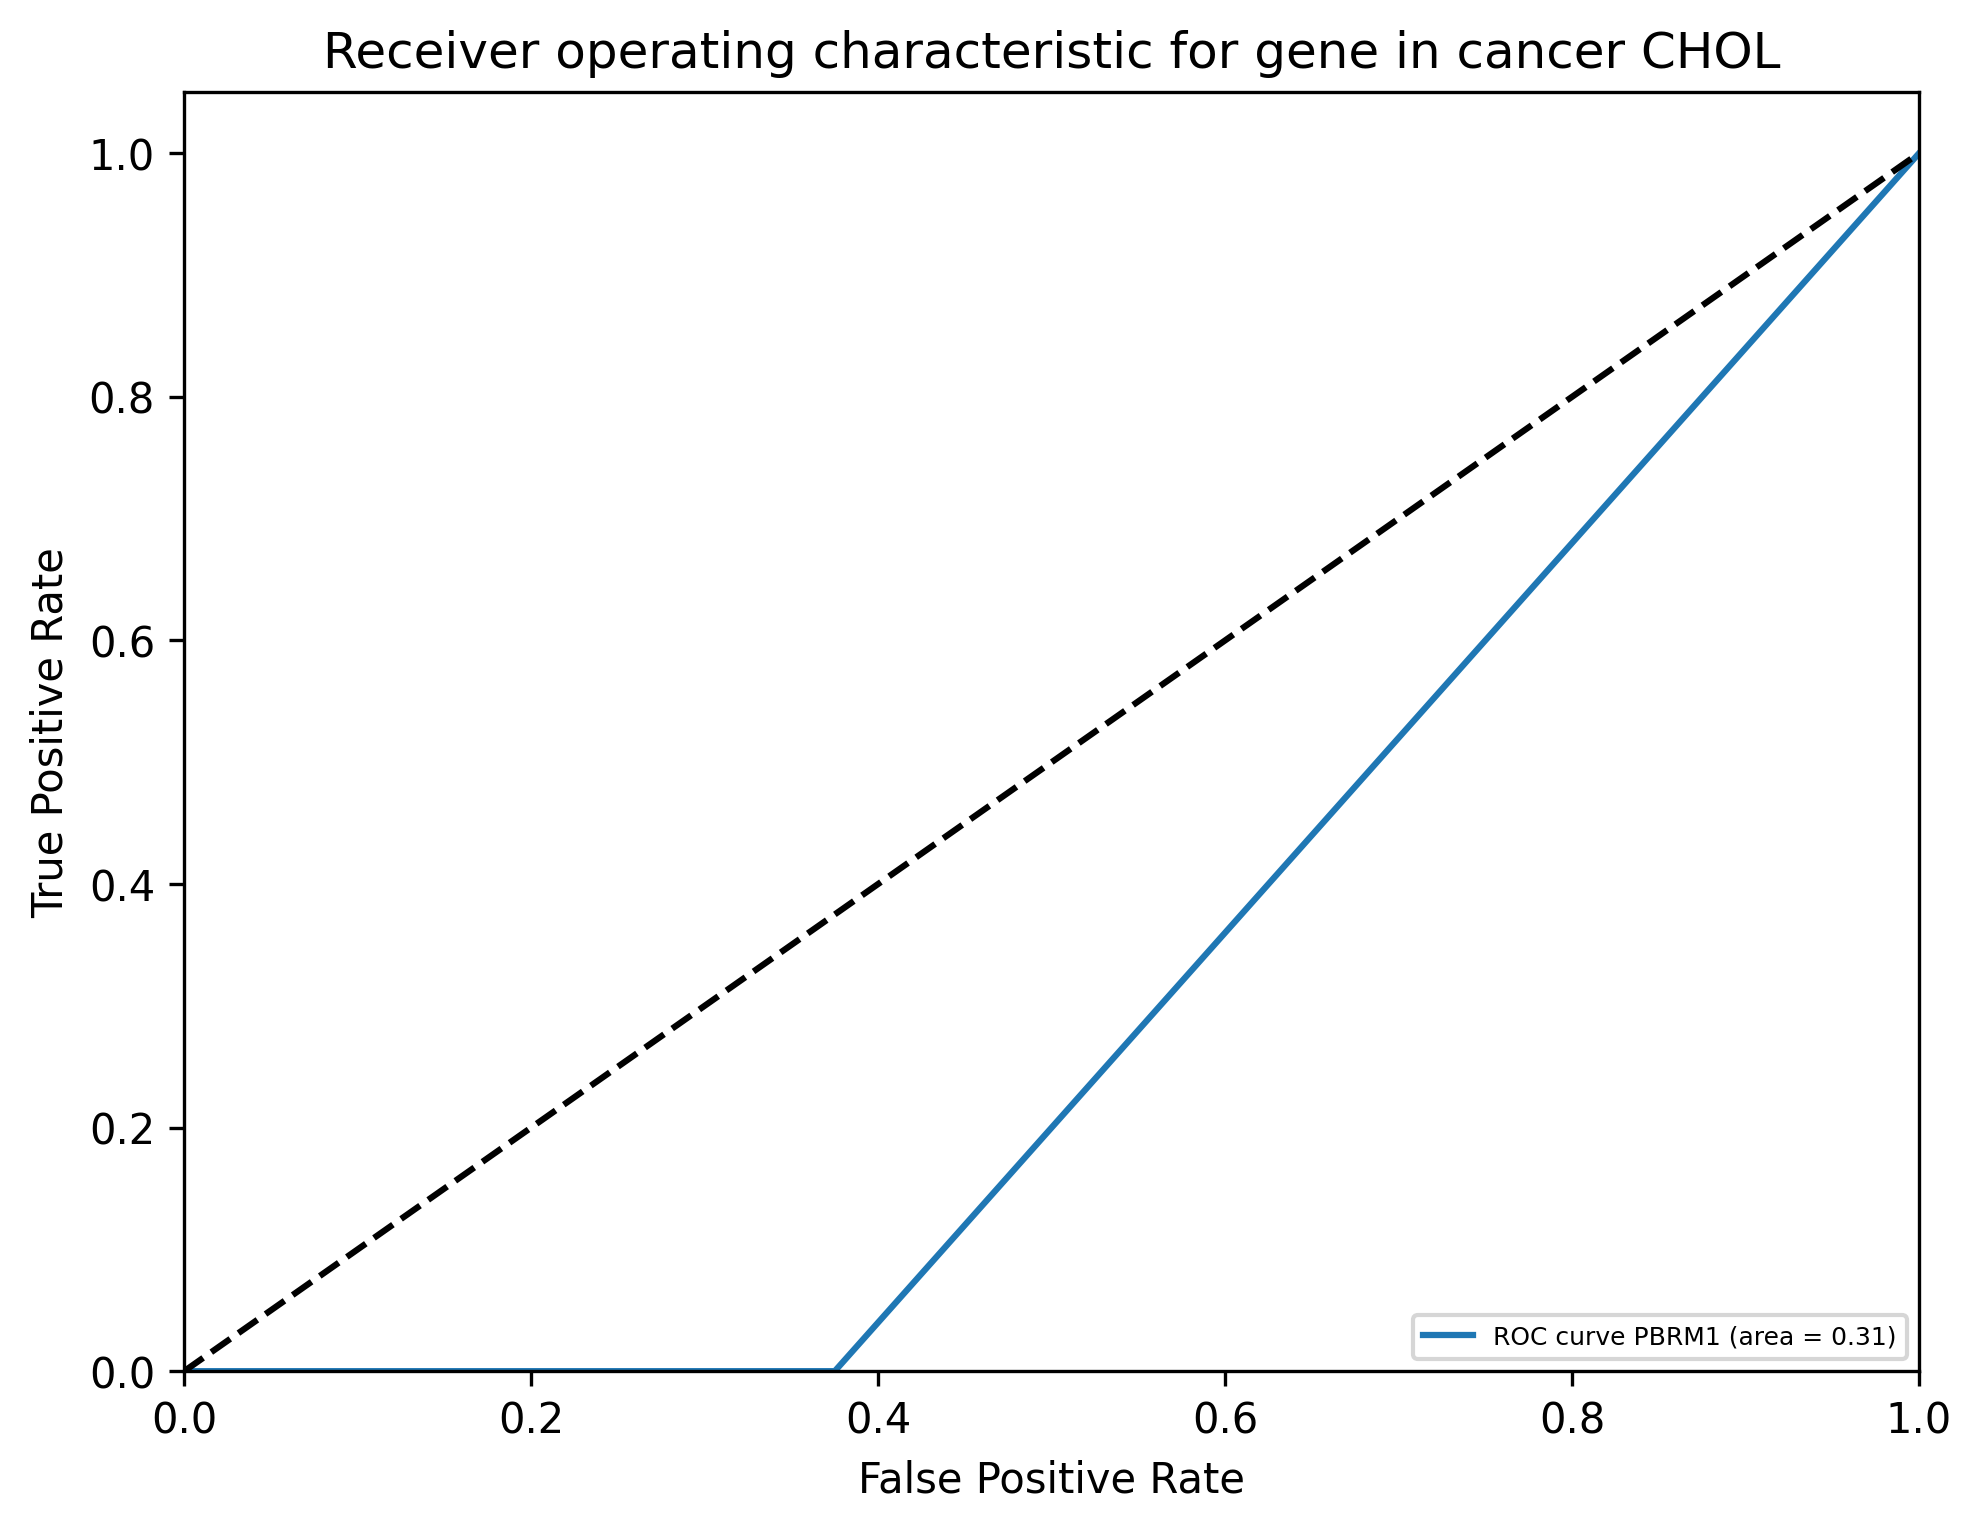 Receiver operating characteristic for gene in cancer CHOL
1.0
0.8
0.6
0.4
0.2
0.0
True Positive Rate
ROC curve PBRM1 (area = 0.31)
0.0 0.2 0.4 0.6 0.8 1.0
False Positive Rate